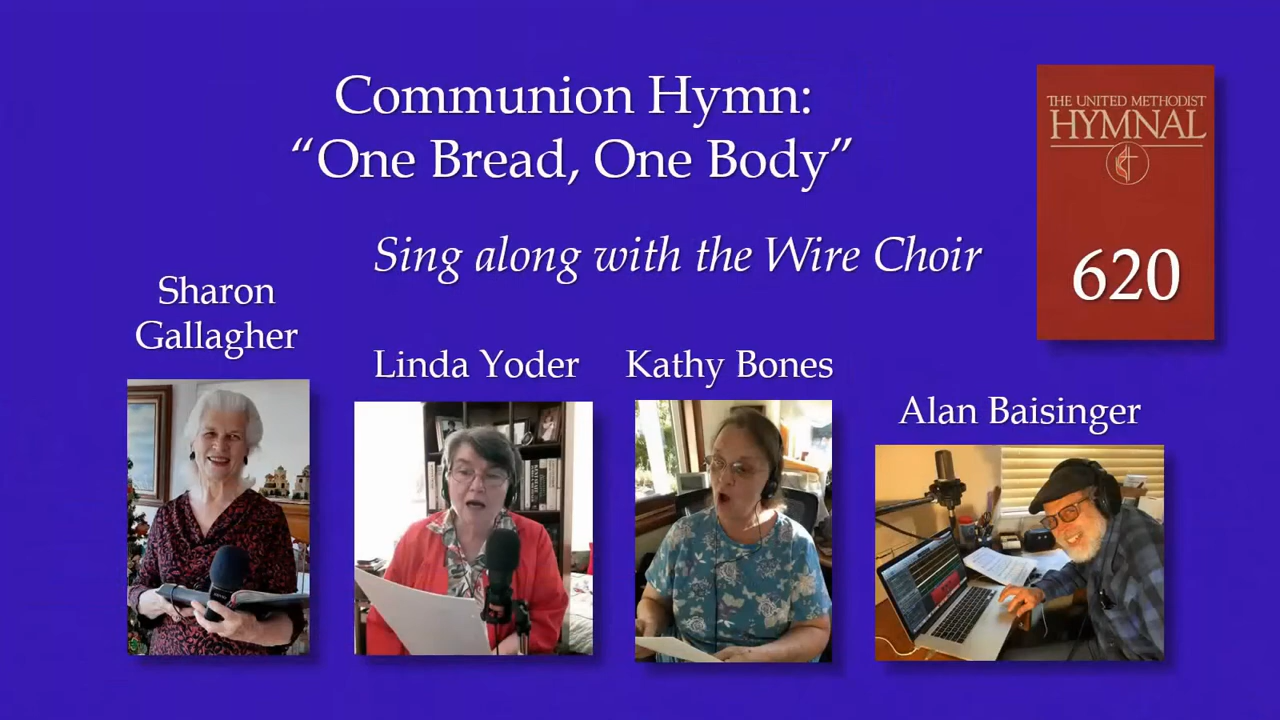 Communion Hymn:
“One Bread, One Body”
Sing along with the Wire Choir
THE UNITED METHODIST
HYMNAL
620
Sharon
Gallagher
Linda Yoder
Kathy Bones
Alan Baisinger